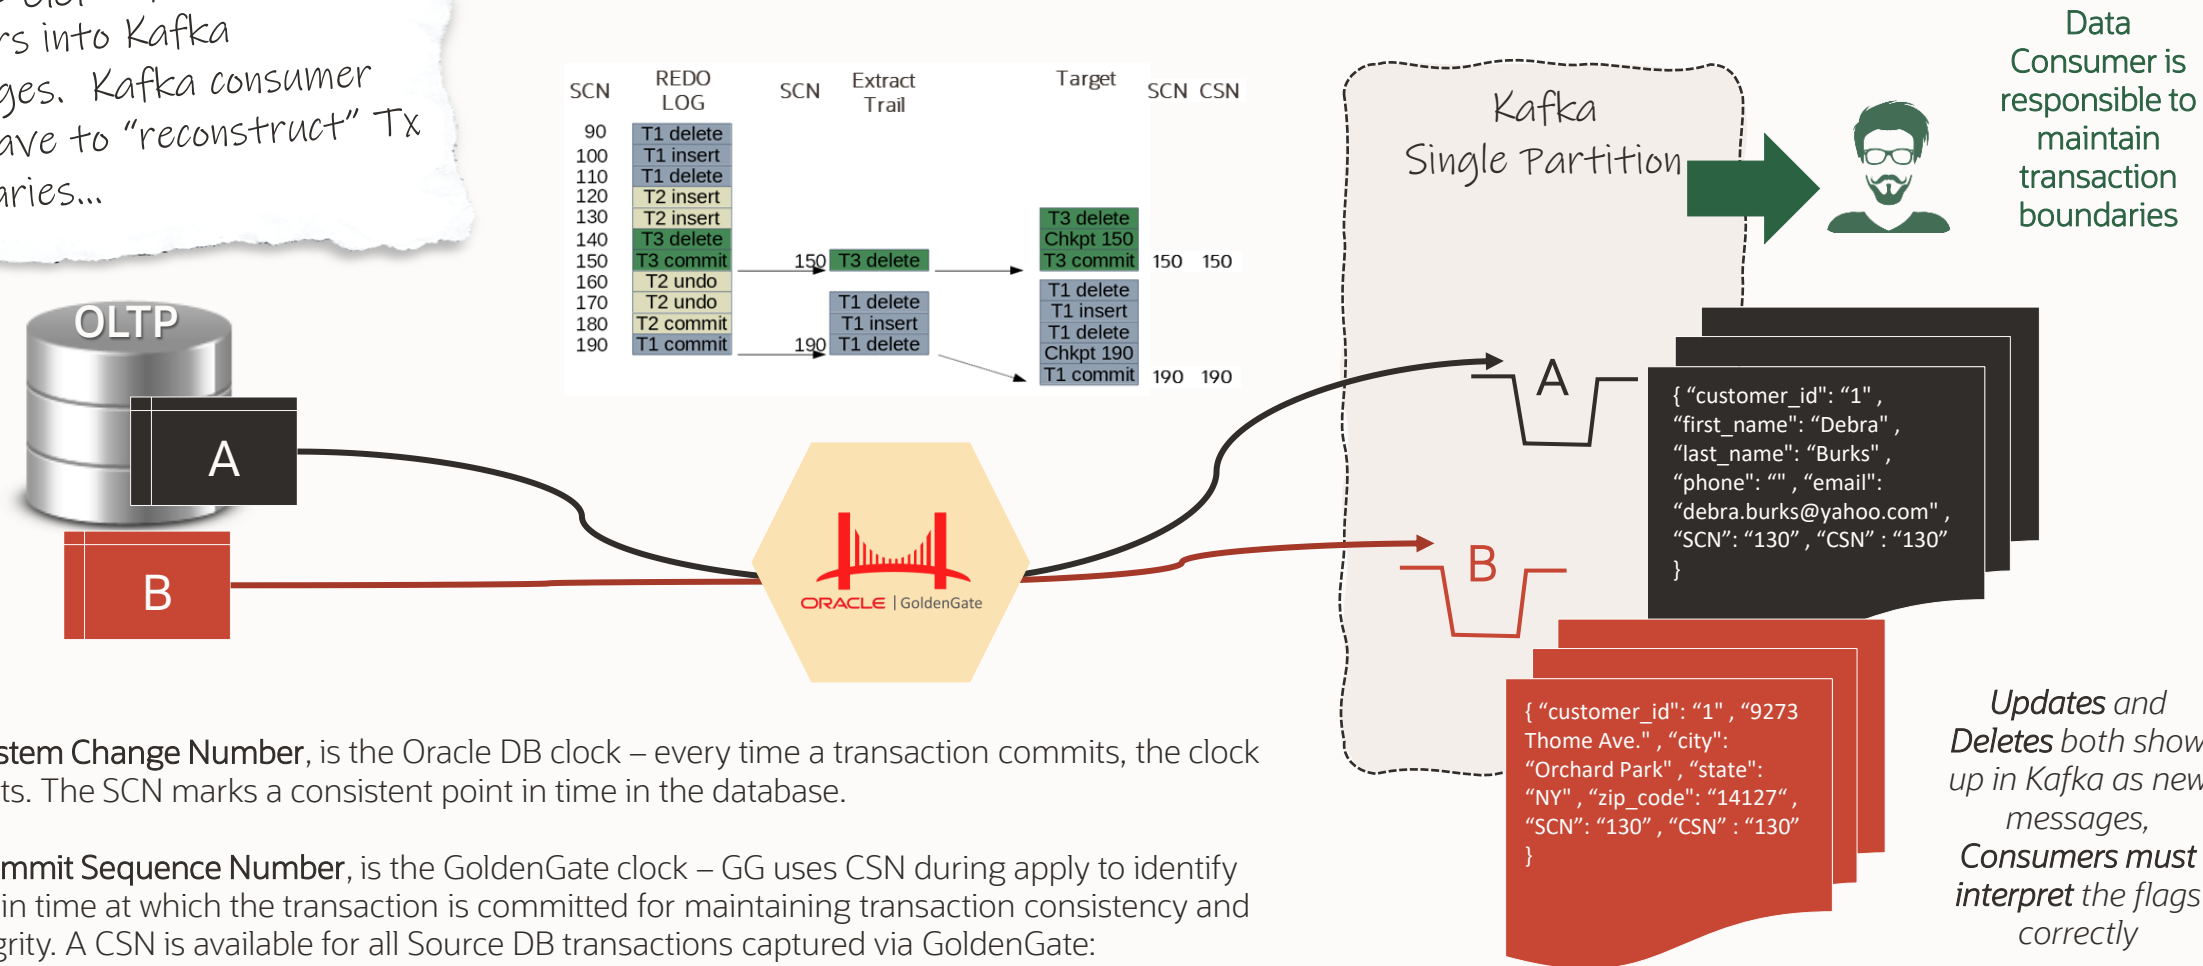 rs into Kafka
ges. Kafka consumer
ave to “reconstruct” Tx
aries...
SCN
REDO
LOG
SCN
Extract
Trail
Target
SCN CSN
90 T1 delete
100 T1 insert
110 T1 delete
120 T2 insert
130 T2 insert
140 T3 delete
150 T3 commit
160 T2 undo
170 T2 undo
180 T2 commit
190 T1 commit
150 T3 delete
T1 delete
T1 insert
190 T1 delete
T3 delete
Chkpt 150
T3 commit 150 150
T1 delete
T1 insert
T1 delete
Chkpt 190
T1 commit 190 190
Kafka
Single Partition
Data
Consumer is
responsible to
maintain
transaction
boundaries
OLTP
A
B
ORACLE | GoldenGate
A
B
{ “customer_id": “1" ,
“first_name": “Debra" ,
“last_name": “Burks" ,
“phone": “" , “email":
“debra.burks@yahoo.com" ,
“SCN”: “130” , “CSN” : “130”
}
{ “customer_id": “1" , “9273
Thome Ave." , “city":
“Orchard Park" , “state":
“NY" , “zip_code": “14127“ ,
“SCN”: “130” , “CSN” : “130”
}
stem Change Number, is the Oracle DB clock – every time a transaction commits, the clock
ts. The SCN marks a consistent point in time in the database.
mmit Sequence Number, is the GoldenGate clock – GG uses CSN during apply to identify
in time at which the transaction is committed for maintaining transaction consistency and
grity. A CSN is available for all Source DB transactions captured via GoldenGate:
Updates and
Deletes both show
up in Kafka as new
messages,
Consumers must
interpret the flags
correctly